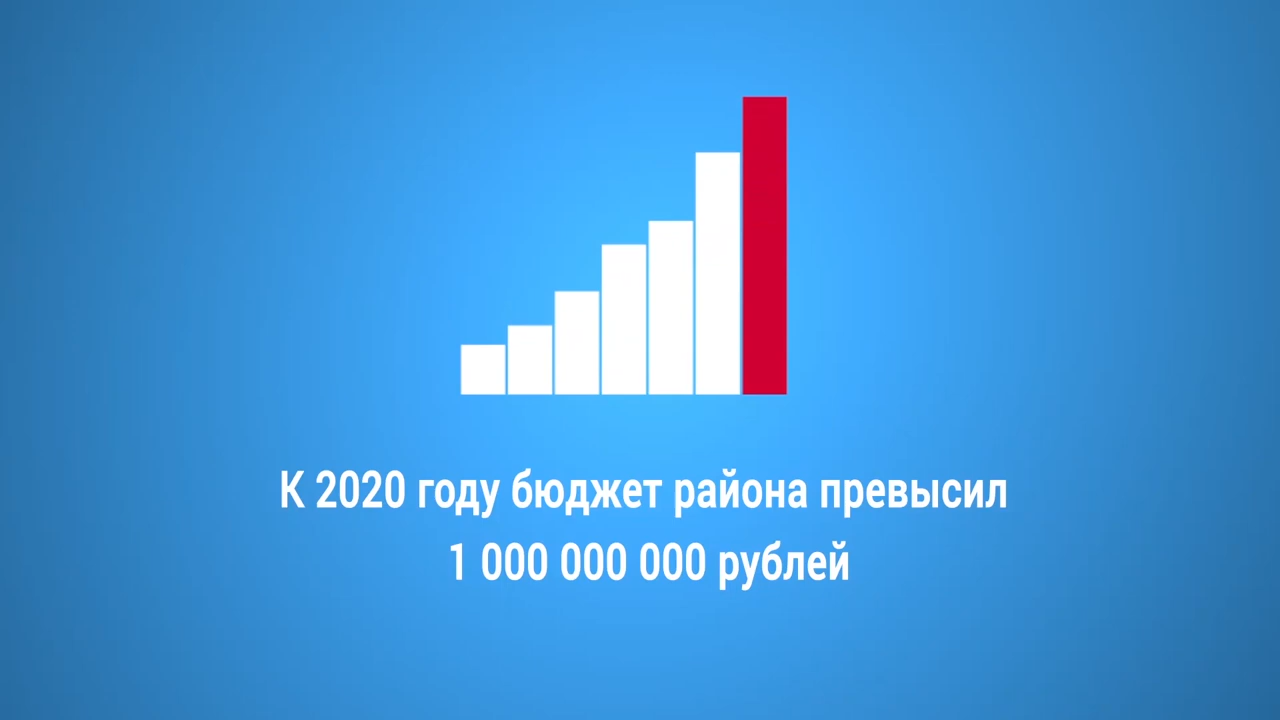 К 2020 году бюджет района превысил
1 000 000 000 рублей